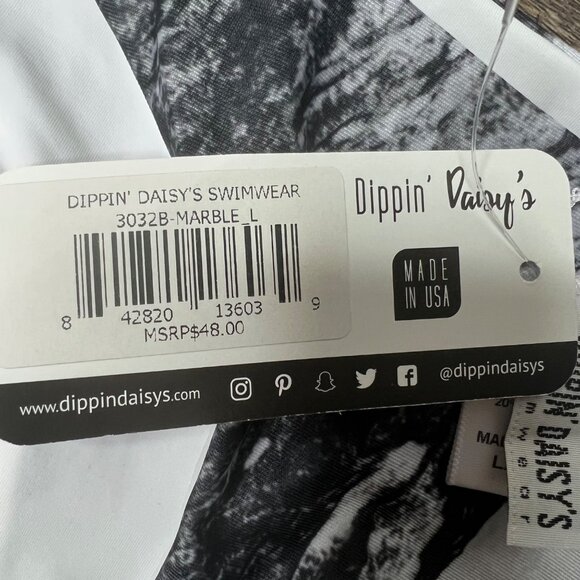 DIPPIN' DAISY'S SWIMWEAR
3032B-MARBLE_L
8 42820 13603 9
MSRP$48.00
Dippin' Daisy's
MADE
IN USA
www.dippindaisys.com
@dippindaisys
DAISY'S